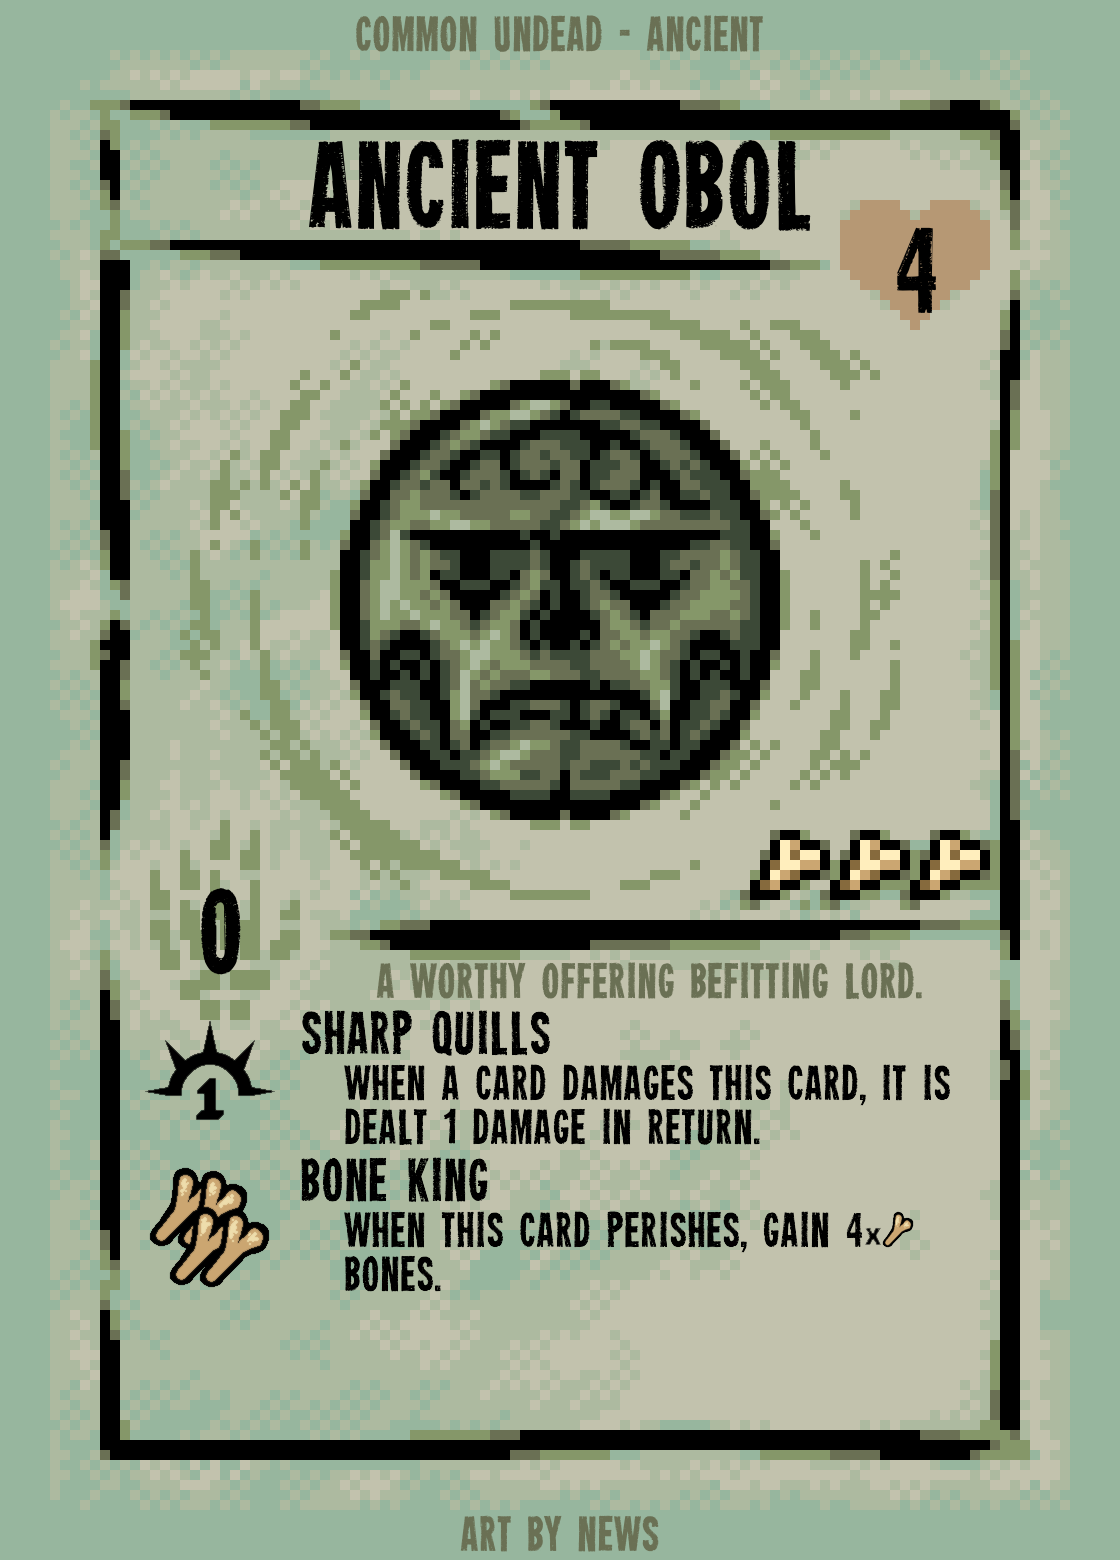 COMMON UNDEAD - ANCIENT
ANCIENT OBOL
4
0
A WORTHY OFFERING BEFITTING LORD.
SHARP QUILLS
1
WHEN A CARD DAMAGES THIS CARD, IT IS
DEALT 1 DAMAGE IN RETURN.
BONE KING
WHEN THIS CARD PERISHES, GAIN 4x
BONES.
ART BY NEWS